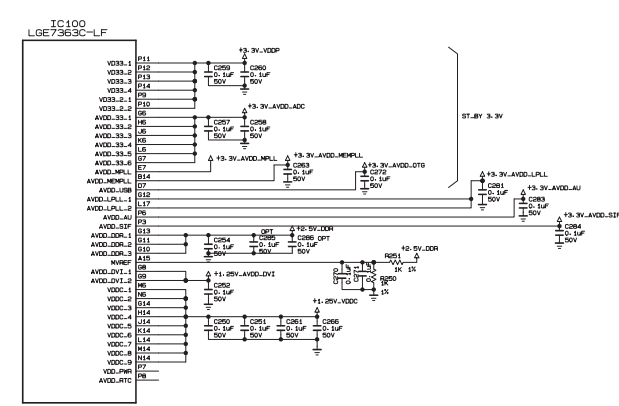 IC100
LGE7363C-LF
VD33_1 P11
VD33_2 P12
VD33_3 P13
VD33_4 P14
VD33_2_1 P9
VD33_2_2 P10
AVDD_33_1 G6
AVDD_33_2 H6
AVDD_33_3 J6
AVDD_33_4 K6
AVDD_33_5 L6
AVDD_33_6 G7
AVDD_MPLL E7
AVDD_MEMPLL B14
AVDD_USB D7
AVDD_LPLL_1 G12
AVDD_LPLL_2 L17
AVDD_AU P6
AVDD_SIF P3
AVDD_DDR_1 G13
AVDD_DDR_2 G11
AVDD_DDR_3 G10
MVREF A15
AVDD_DVI_1 G8
AVDD_DVI_2 G9
VDDC_1 M6
VDDC_2 N6
VDDC_3 G14
VDDC_4 H14
VDDC_5 J14
VDDC_6 K14
VDDC_7 L14
VDDC_8 M14
VDDC_9 N14
VDD_PWR P7
AVDD_RTC P8
+3.3V_VDDP
C259
0.1uF
50V
C260
0.1uF
50V
+3.3V_AVDD_ADC
C257
0.1uF
50V
C258
0.1uF
50V
ST_BY 3.3V
+3.3V_AVDD_MPLL
+3.3V_AVDD_MEMPLL
C263
0.1uF
50V
+3.3V_AVDD_OTG
C272
0.1uF
50V
+3.3V_AVDD_LPLL
C281
0.1uF
50V
+3.3V_AVDD_AU
C283
0.1uF
50V
+3.3V_AVDD_SIF
C284
0.1uF
50V
+2.5V_DDR
C254
0.1uF
50V
OPT
C285
0.1uF
50V
C286 OPT
0.1uF
50V
+2.5V_DDR
R251
1K 1%
C270
0.1uF
C271
0.1uF
R250
1K
1%
+1.25V_AVDD_DVI
C252
0.1uF
50V
+1.25V_VDDC
C250
0.1uF
50V
C251
0.1uF
50V
C261
0.1uF
50V
C266
0.1uF
50V